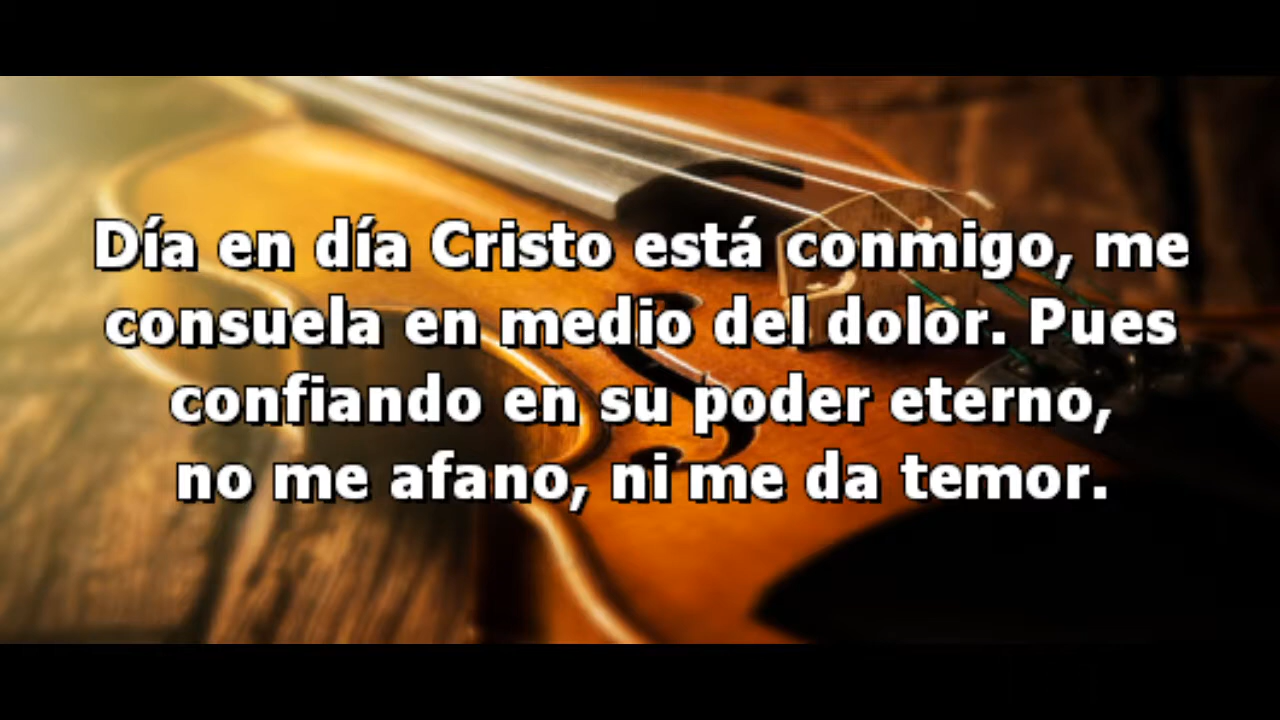 Día en día Cristo está conmigo, me
consuela en medio del dolor. Pues
confiando en su poder eterno,
no me afano, ni me da temor.